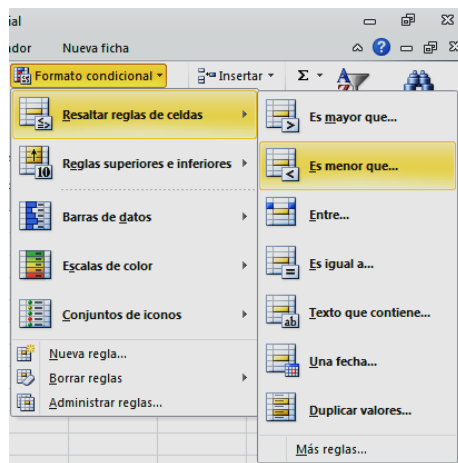 ial
dor Nueva ficha
Formato condicional Insertar Σ
Resaltar reglas de celdas
Reglas superiores e inferiores
Barras de datos
Escalas de color
Conjuntos de iconos
Nueva regla...
Borrar reglas
Administrar reglas...
Es mayor que...
Es menor que...
Entre...
Es igual a...
Texto que contiene...
Una fecha...
Duplicar valores...
Más reglas...